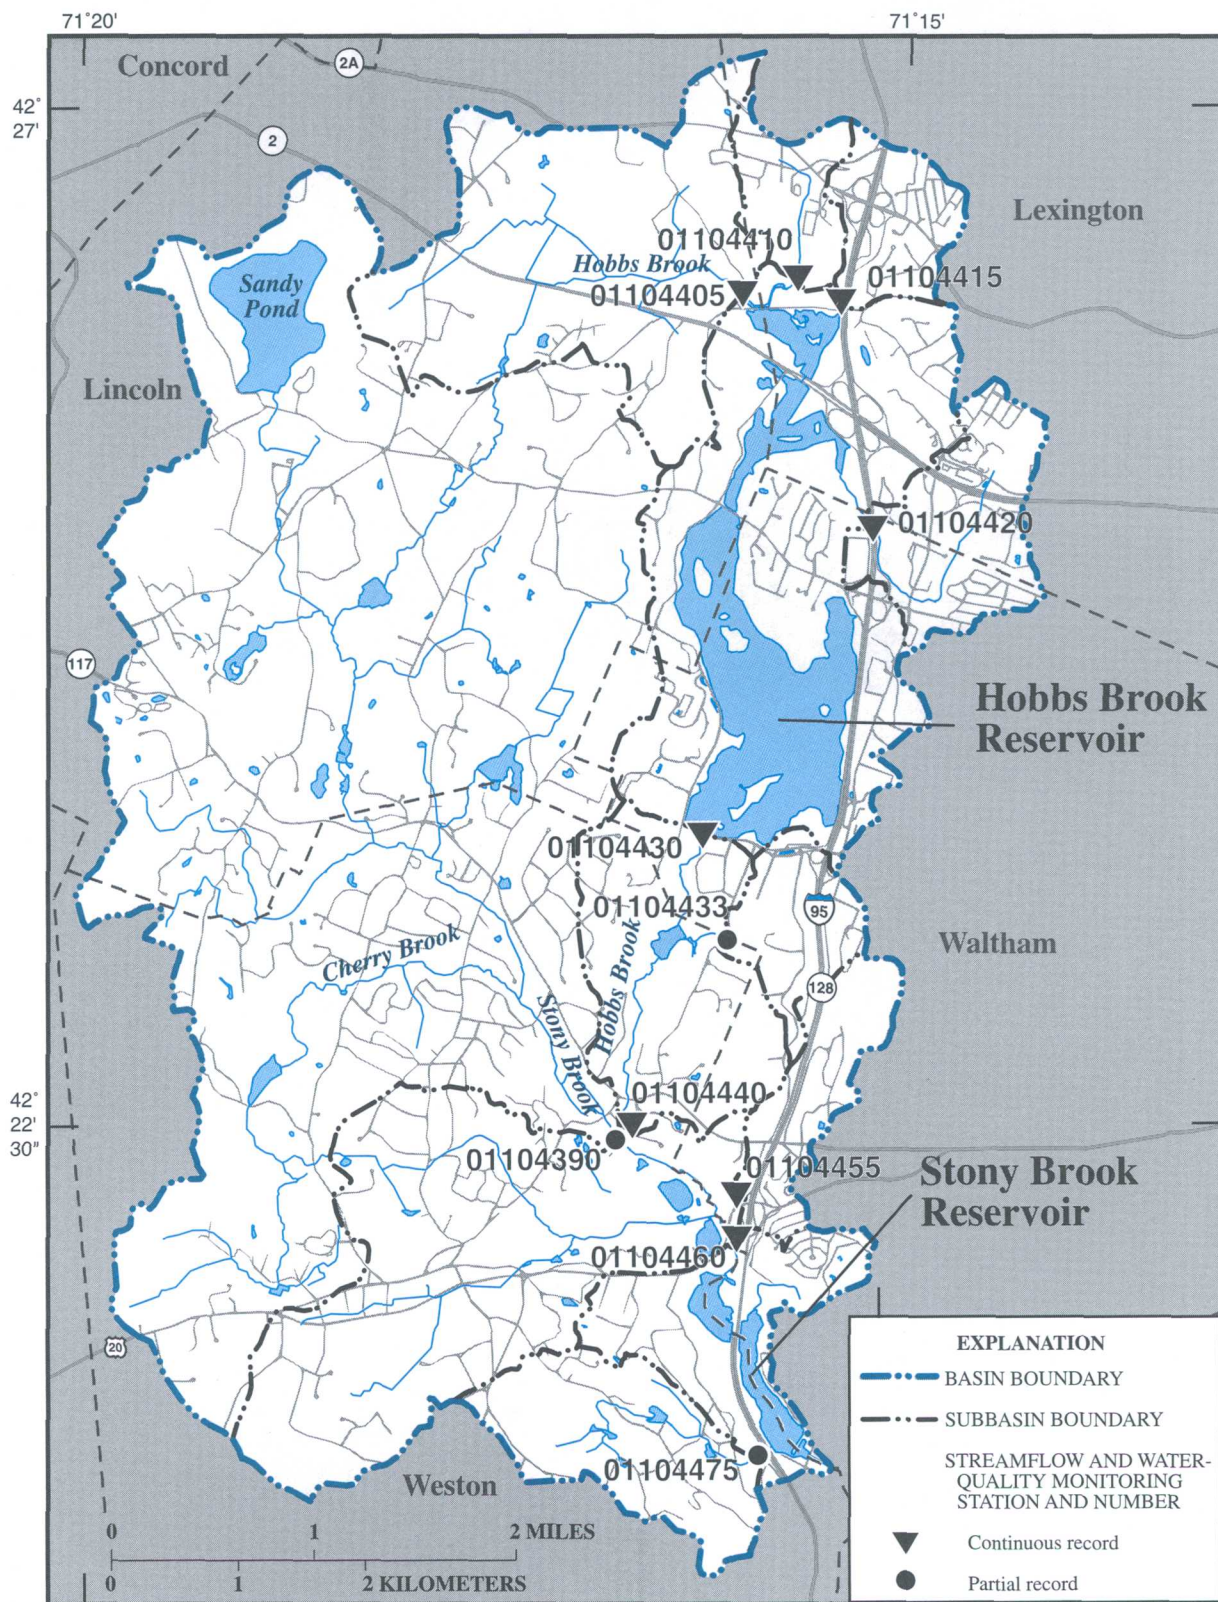 71°20'
71°15'
Concord
2A
42°
27'
2
Lexington
01104410
Hobbs Brook
01104415
01104405
Sandy
Pond
Lincoln
01104420
117
Hobbs Brook
Reservoir
01104430
01104433
95
Waltham
Cherry Brook
Hobbs Brook
128
Stony Brook
42°
22'
30"
01104440
01104390
01104455
Stony Brook
Reservoir
01104460
20
01104475
Weston
0 1 2 MILES
0 1 2 KILOMETERS
EXPLANATION
BASIN BOUNDARY
SUBBASIN BOUNDARY
STREAMFLOW AND WATER-
QUALITY MONITORING
STATION AND NUMBER
Continuous record
Partial record